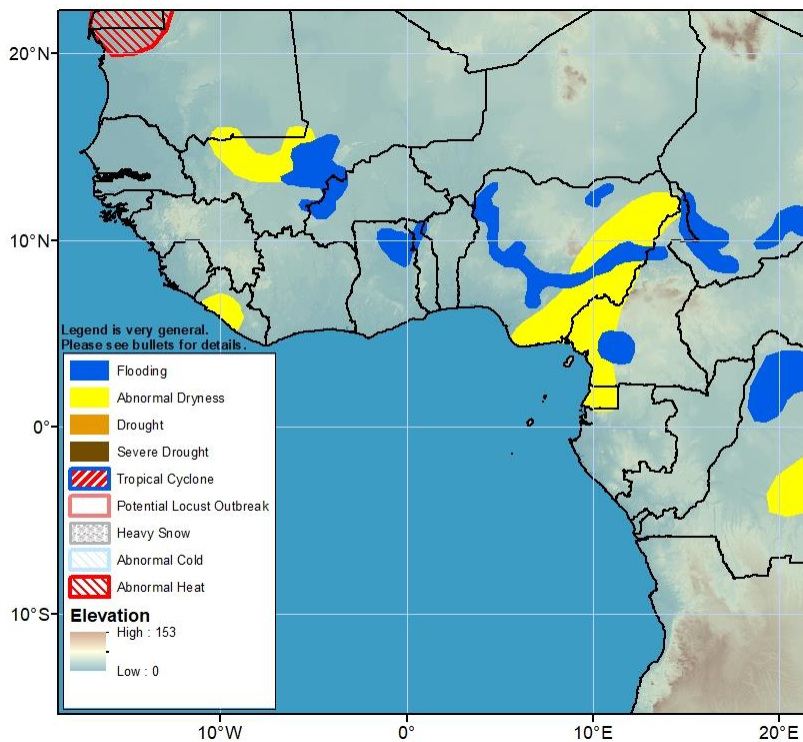 20°N
10°N
0°
10°S
Legend is very general.
Please see bullets for details.
Flooding
Abnormal Dryness
Drought
Severe Drought
Tropical Cyclone
Potential Locust Outbreak
Heavy Snow
Abnormal Cold
Abnormal Heat
Elevation
High : 153
Low : 0
10°W
0°
10°E
20°E